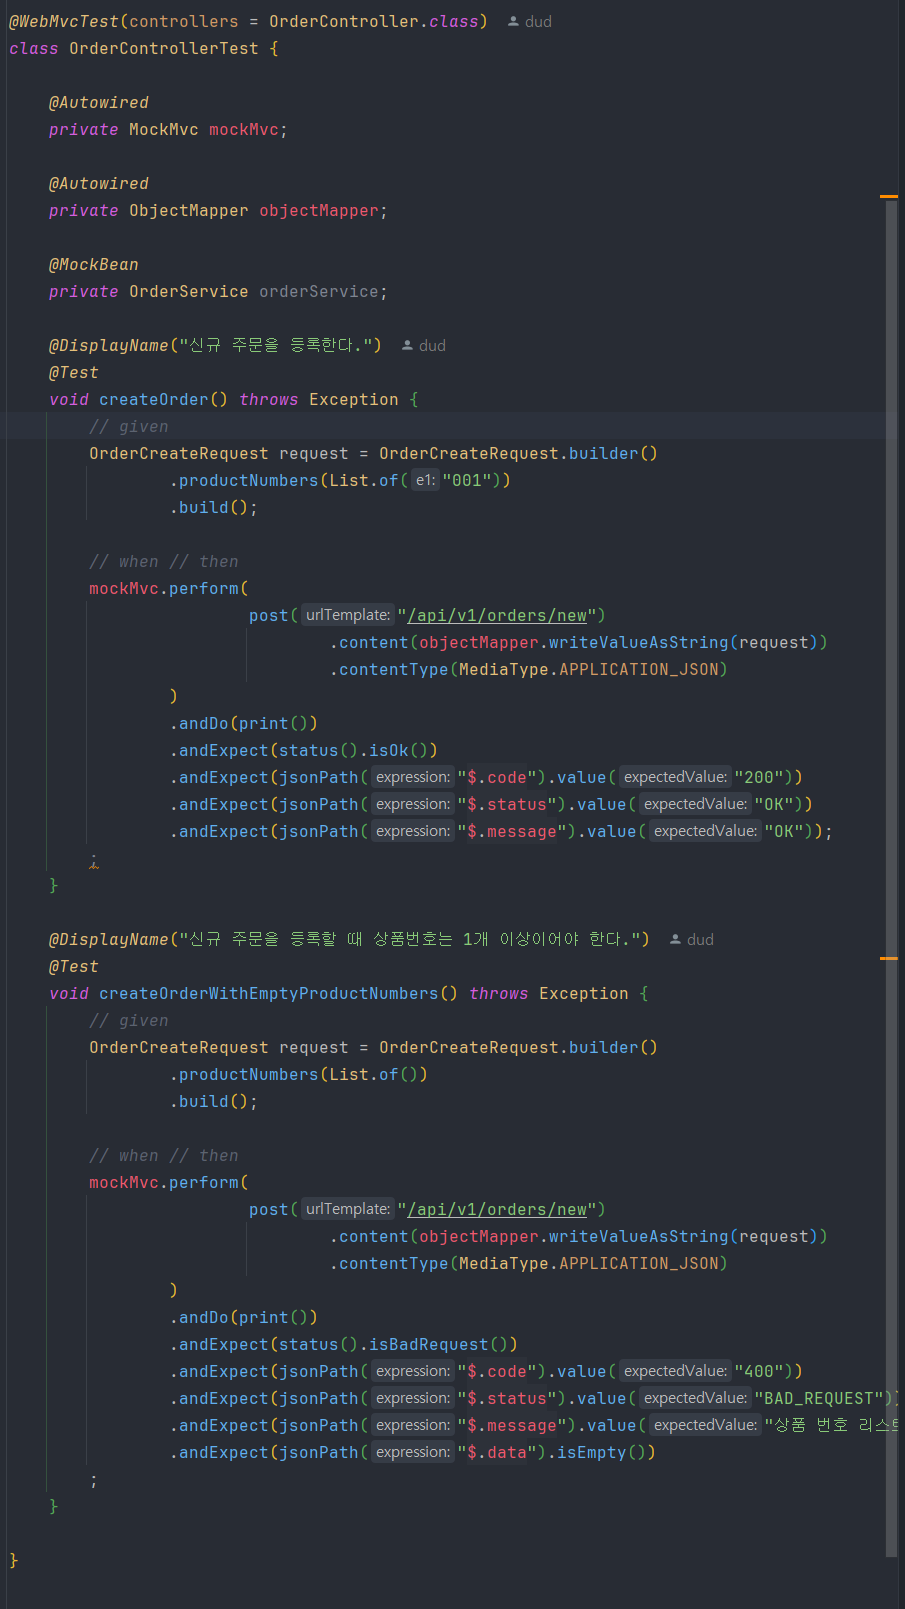 @WebMvcTest(controllers = OrderController.class) dud
class OrderControllerTest {
@Autowired
private MockMvc mockMvc;
@Autowired
private ObjectMapper objectMapper;
@MockBean
private OrderService orderService;
@DisplayName("신규 주문을 등록한다.") dud
@Test
void createOrder() throws Exception {
// given
OrderCreateRequest request = OrderCreateRequest.builder()
.productNumbers(List.of( e1: "001"))
.build();
// when // then
mockMvc.perform(
post( urlTemplate: "/api/v1/orders/new")
.content(objectMapper.writeValueAsString(request))
.contentType(MediaType.APPLICATION_JSON)
)
.andDo(print())
.andExpect(status().isOk())
.andExpect(jsonPath( expression: "$.code").value( expectedValue: "200"))
.andExpect(jsonPath( expression: "$.status").value( expectedValue: "OK"))
.andExpect(jsonPath( expression: "$.message").value( expectedValue: "OK"));
;
}
@DisplayName("신규 주문을 등록할 때 상품번호는 1개 이상이어야 한다.") dud
@Test
void createOrderWithEmptyProductNumbers() throws Exception {
// given
OrderCreateRequest request = OrderCreateRequest.builder()
.productNumbers(List.of())
.build();
// when // then
mockMvc.perform(
post( urlTemplate: "/api/v1/orders/new")
.content(objectMapper.writeValueAsString(request))
.contentType(MediaType.APPLICATION_JSON)
)
.andDo(print())
.andExpect(status().isBadRequest())
.andExpect(jsonPath( expression: "$.code").value( expectedValue: "400"))
.andExpect(jsonPath( expression: "$.status").value( expectedValue: "BAD_REQUEST"))
.andExpect(jsonPath( expression: "$.message").value( expectedValue: "상품 번호
.andExpect(jsonPath( expression: "$.data").isEmpty())
;
}
}